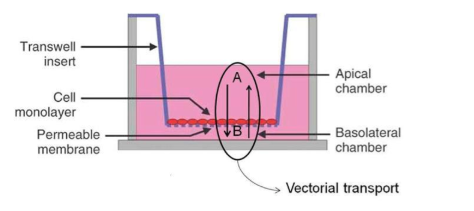 Transwell
insert
A
Apical
chamber
Cell
monolayer
Permeable
membrane
B
Basolateral
chamber
Vectorial transport